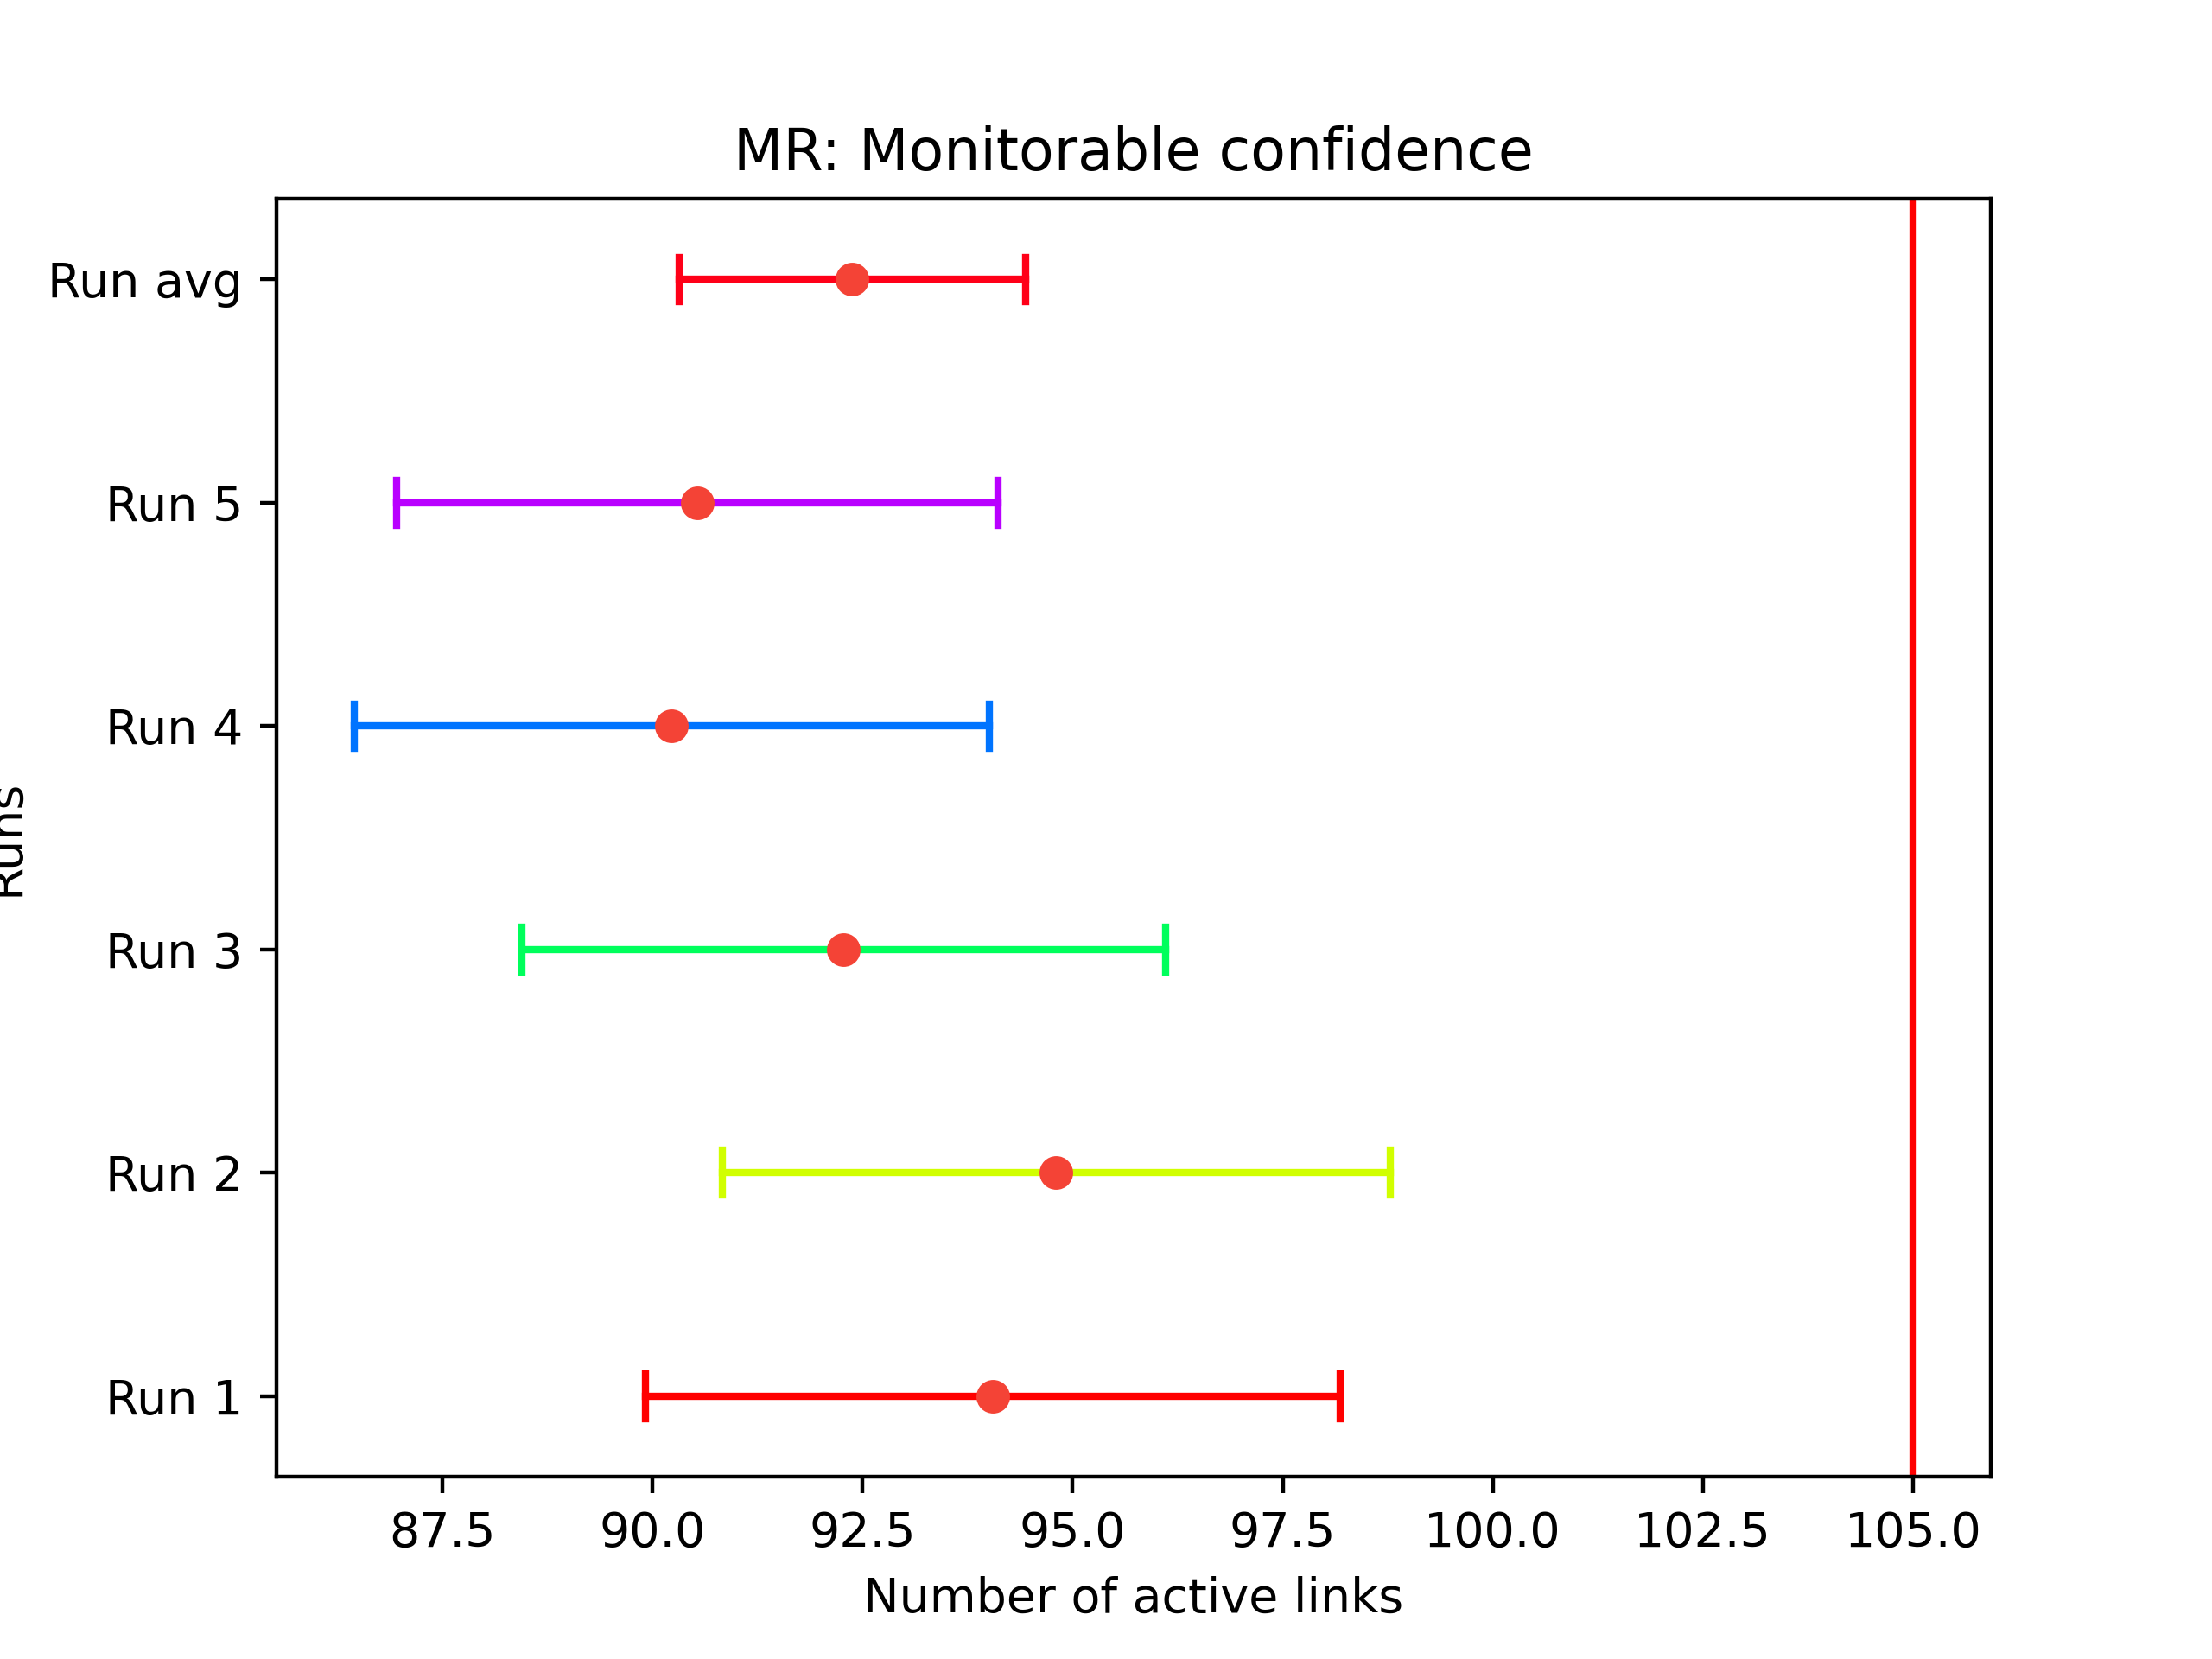 MR: Monitorable confidence
Run avg
Run 5
Run 4
Run 3
Run 2
Run 1
Runs
87.5 90.0 92.5 95.0 97.5 100.0 102.5 105.0
Number of active links